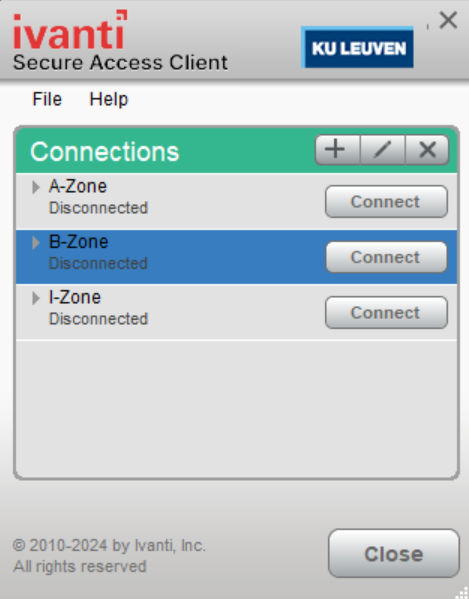 ivanti
Secure Access Client
KU LEUVEN
File Help
Connections
A-Zone
Disconnected
Connect
B-Zone
Disconnected
Connect
I-Zone
Disconnected
Connect
© 2010-2024 by Ivanti, Inc.
All rights reserved
Close